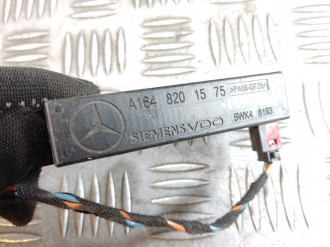 A164 820 15 75 >PA66-GF25<
SIEMENS VDO 5WK4 8193